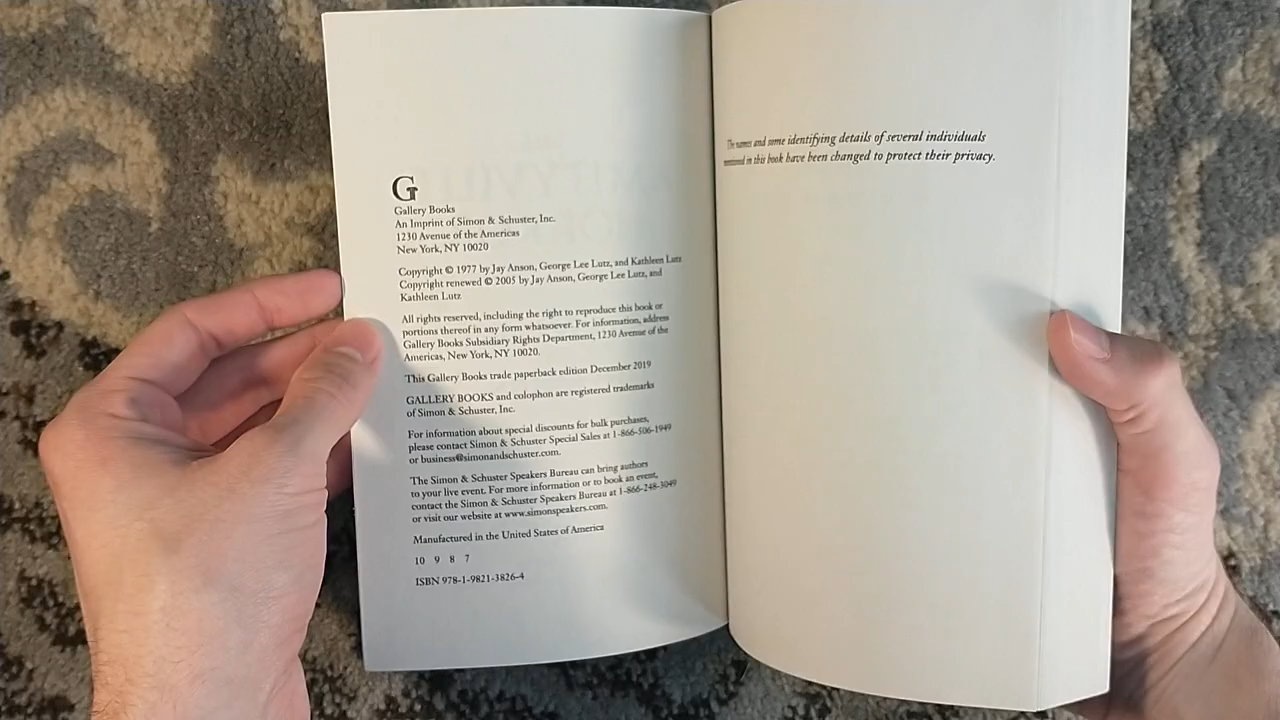 G
Gallery Books
An Imprint of Simon & Schuster, Inc.
1230 Avenue of the Americas
New York, NY 10020
Copyright © 1977 by Jay Anson, George Lee Lutz, and Kathleen Lutz
Copyright renewed © 2005 by Jay Anson, George Lee Lutz, and
Kathleen Lutz
All rights reserved, including the right to reproduce this book or
portions thereof in any form whatsoever. For information, address
Gallery Books Subsidiary Rights Department, 1230 Avenue of the
Americas, New York, NY 10020.
This Gallery Books trade paperback edition December 2019
GALLERY BOOKS and colophon are registered trademarks
of Simon & Schuster, Inc.
For information about special discounts for bulk purchases,
please contact Simon & Schuster Special Sales at 1-866-506-1949
or business@simonandschuster.com.
The Simon & Schuster Speakers Bureau can bring authors
to your live event. For more information or to book an event,
contact the Simon & Schuster Speakers Bureau at 1-866-248-3049
or visit our website at www.simonspeakers.com.
Manufactured in the United States of America
10 9 8 7
ISBN 978-1-9821-3826-4
The names and some identifying details of several individuals
mentioned in this book have been changed to protect their privacy.